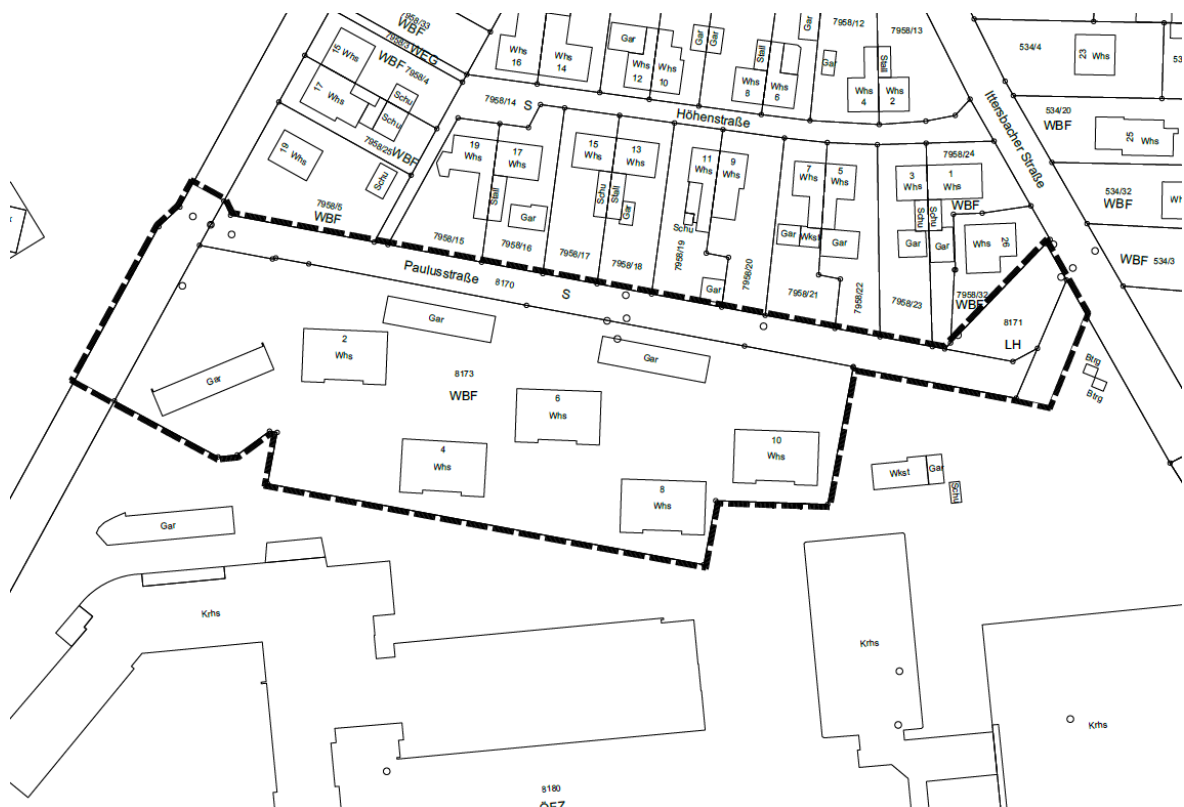 7958/33
WBF
7958/3
WEG
15
Whs
WBF
7958/4
17
Whs
Schu
Schu
7958/25
WBF
19
Schu
7958/5
WBF
Whs
16
Whs
14
Gar
Whs
12
Whs
10
Gar
Gar
Stall
Whs
8
Whs
6
Gar
7958/12
Gar
7958/13
Stall
Whs
4
Whs
2
7958/14
S
Höhenstraße
Ittersbacher Straße
534/4
23
Whs
534/20
WBF
25
Whs
534/32
WBF
WBF
534/3
19
Whs
17
Whs
Stall
Gar
15
Whs
13
Whs
Schu
Stall
Gar
11
Whs
9
Whs
Schu
Gar
7
Whs
5
Whs
Gar
Wkst
Gar
3
Whs
1
Whs
7958/24
WBF
Schu
Schu
Gar
Gar
Whs
26
7958/15
7958/16
7958/17
7958/18
7958/19
7958/20
7958/21
7958/22
7958/23
7958/32
WBF
Paulusstraße
8170
S
8171
LH
Gar
Gar
Gar
2
Whs
8173
WBF
6
Whs
4
Whs
10
Whs
8
Whs
Btrg
Btrg
Wkst
Gar
Schu
Gar
Krhs
Krhs
Krhs
8180
ÖFZ